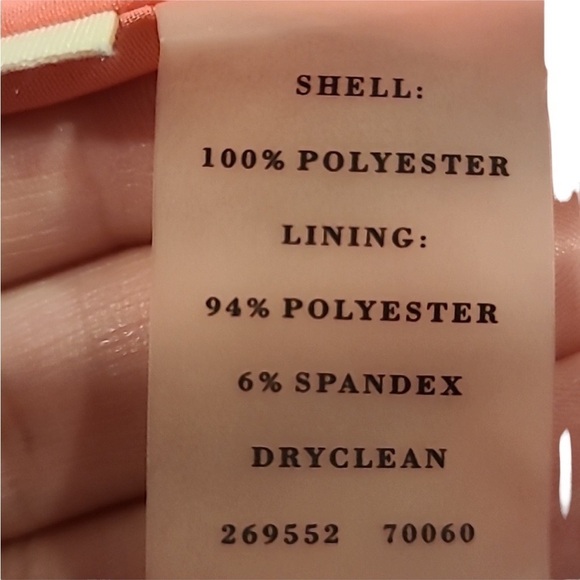 SHELL:
100% POLYESTER
LINING:
94% POLYESTER
6% SPANDEX
DRYCLEAN
269552 70060